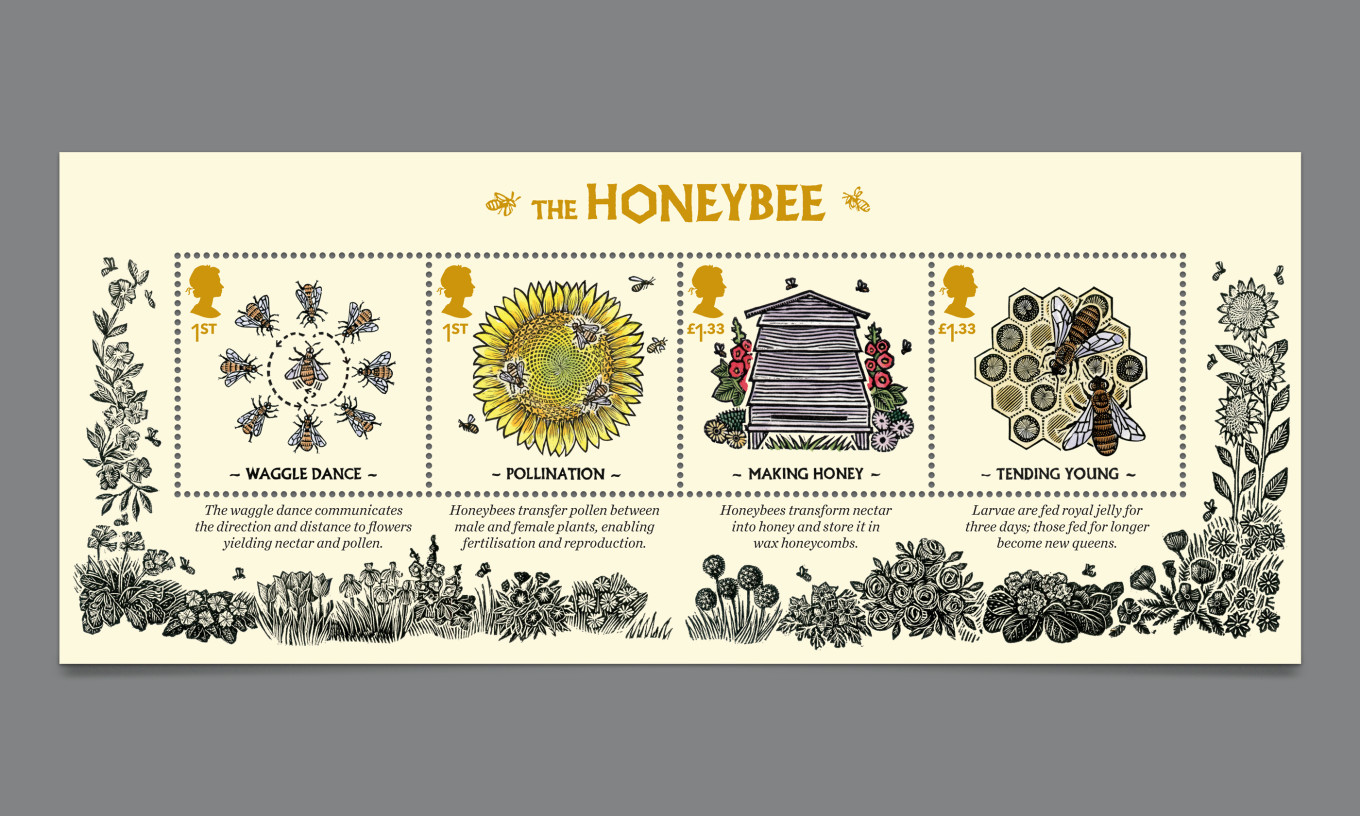 THE HONEYBEE
1ST
~ WAGGLE DANCE ~
1ST
~ POLLINATION ~
£1.33
~ MAKING HONEY ~
£1.33
~ TENDING YOUNG ~
The waggle dance communicates
the direction and distance to flowers
yielding nectar and pollen.
Honeybees transfer pollen between
male and female plants, enabling
fertilisation and reproduction.
Honeybees transform nectar
into honey and store it in
wax honeycombs.
Larvae are fed royal jelly for
three days; those fed for longer
become new queens.